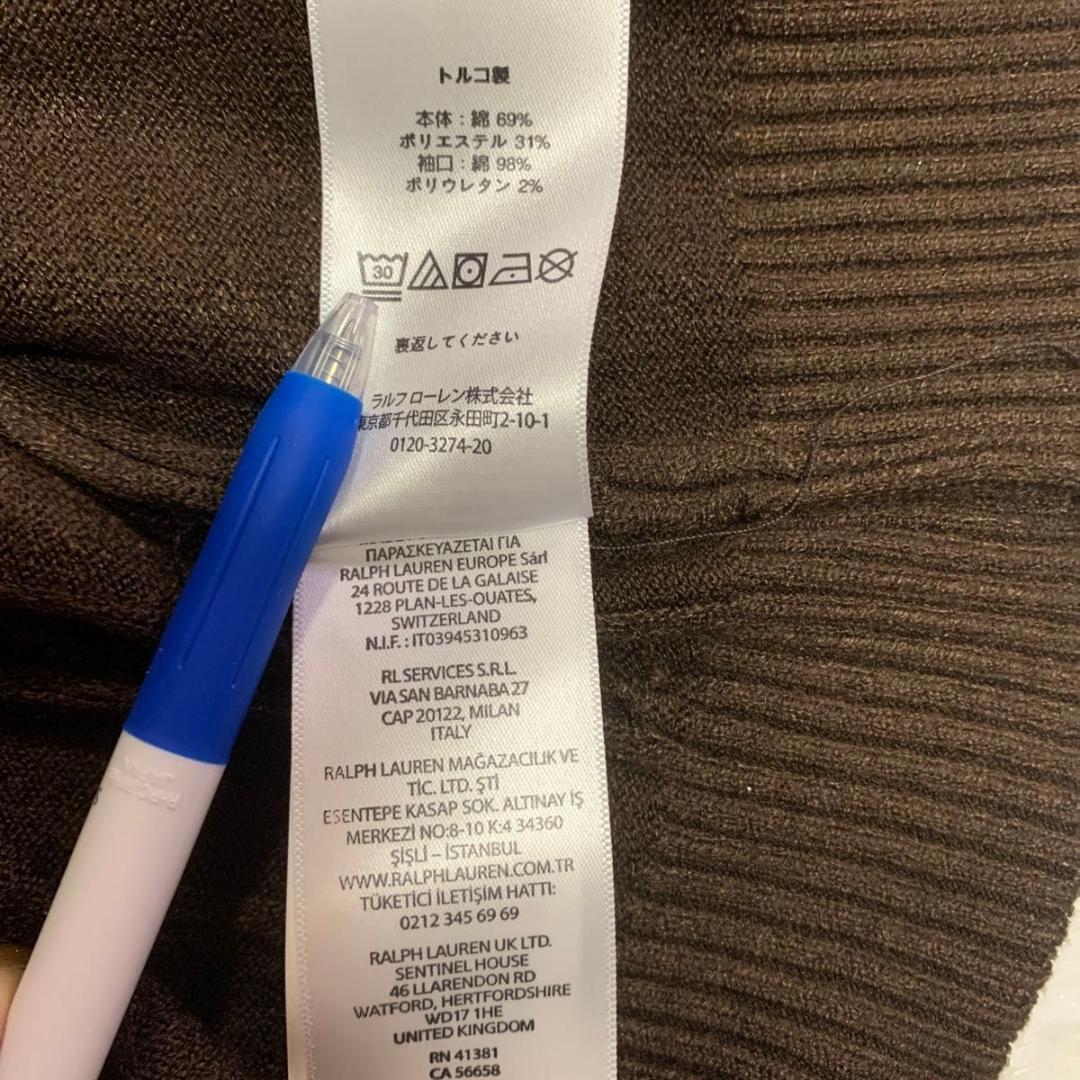 トルコ製
本体：綿 69%
ポリエステル 31%
袖口：綿 98%
ポリウレタン 2%
30
裏返してください
ラルフ ローレン株式会社
東京都千代田区永田町2-10-1
0120-3274-20
ΠΑΡΑΣΚΕΥΑΖΕΤΑΙ ΓΙΑ
RALPH LAUREN EUROPE Sárl
24 ROUTE DE LA GALAISE
1228 PLAN-LES-OUATES,
SWITZERLAND
N.I.F. : IT03945310963
RL SERVICES S.R.L.
VIA SAN BARNABA 27
CAP 20122, MILAN
ITALY
RALPH LAUREN MAĞAZACILIK VE
TİC. LTD. ŞTİ
ESENTEPE KASAP SOK. ALTINAY İŞ
MERKEZİ NO:8-10 K:4 34360
ŞİŞLİ – İSTANBUL
WWW.RALPHLAUREN.COM.TR
TÜKETİCİ İLETİŞİM HATTI:
0212 345 69 69
RALPH LAUREN UK LTD.
SENTINEL HOUSE
46 LLARENDON RD
WATFORD, HERTFORDSHIRE
WD17 1HE
UNITED KINGDOM
RN 41381
CA 56658